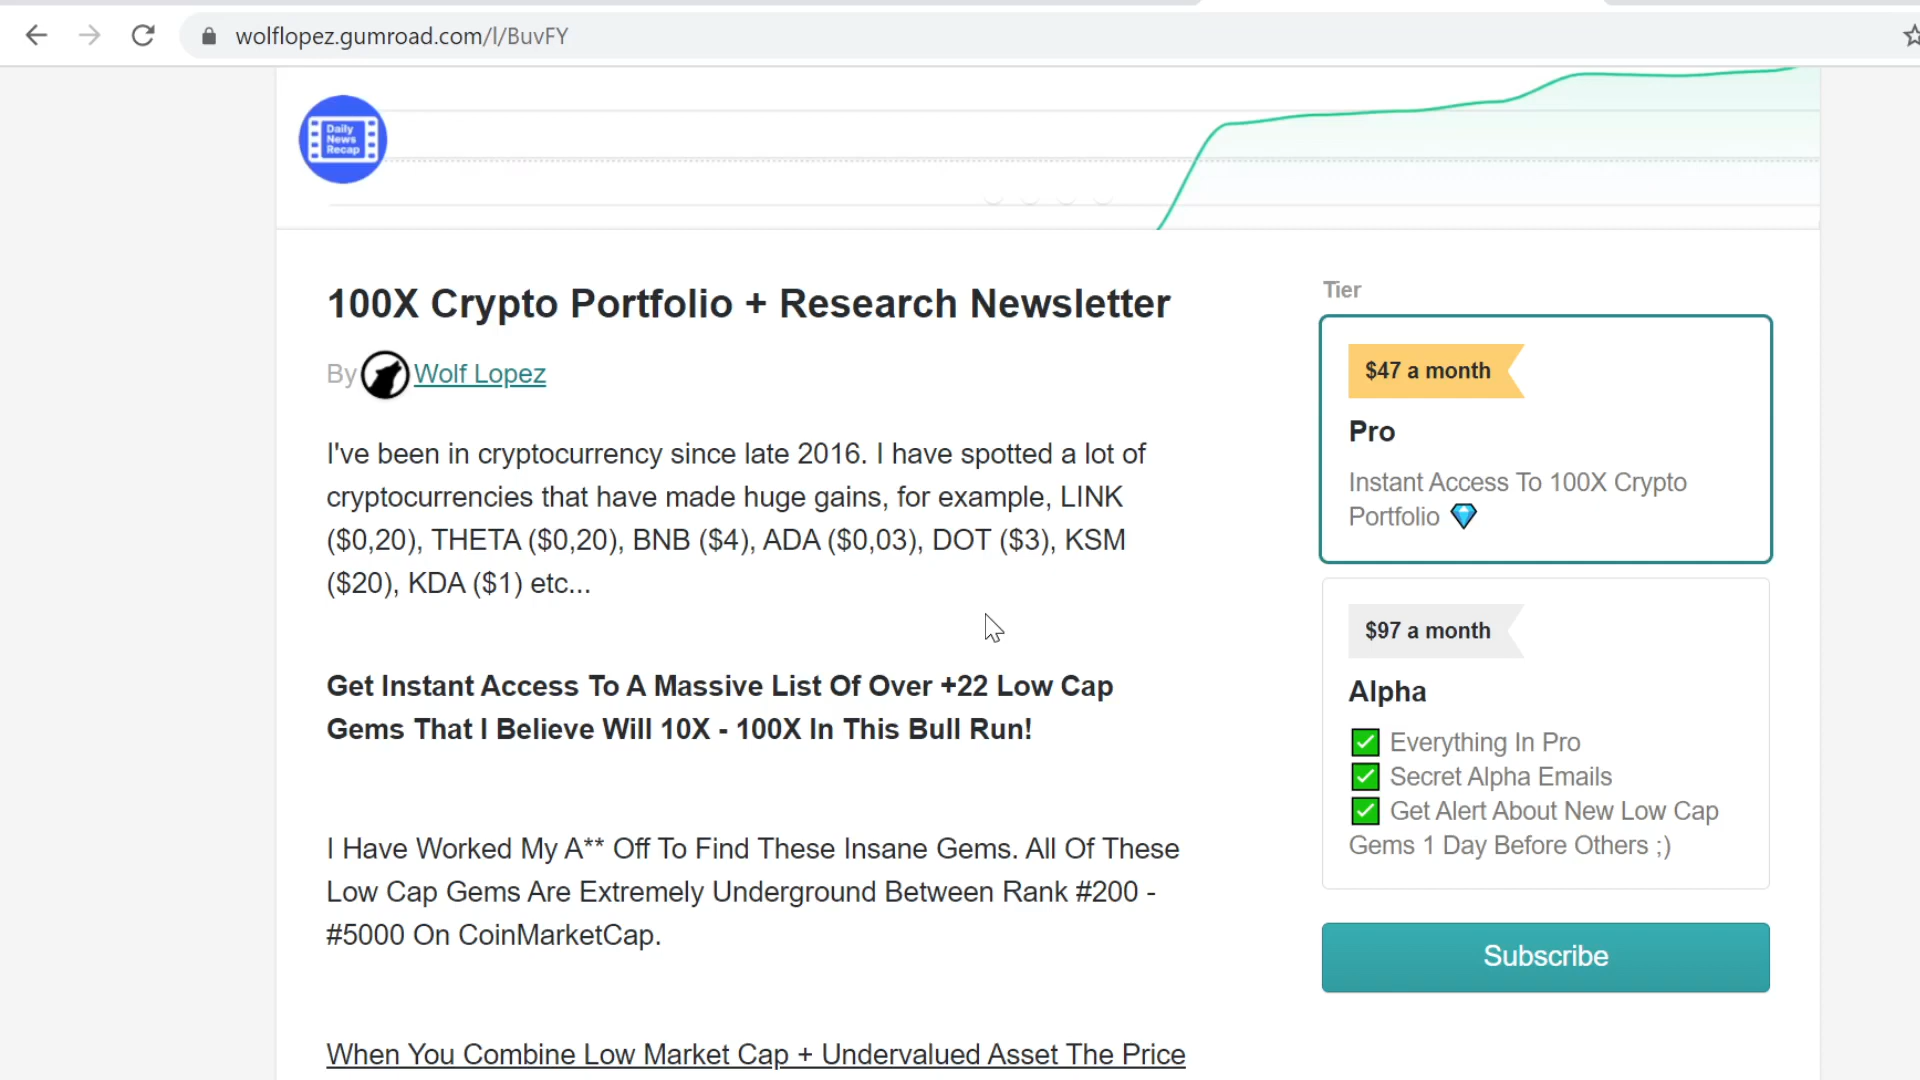 wolflopez.gumroad.com/l/BuvFY
Daily
News
Recap
100X Crypto Portfolio + Research Newsletter
By Wolf Lopez
I've been in cryptocurrency since late 2016. I have spotted a lot of
cryptocurrencies that have made huge gains, for example, LINK
($0,20), THETA ($0,20), BNB ($4), ADA ($0,03), DOT ($3), KSM
($20), KDA ($1) etc...
Get Instant Access To A Massive List Of Over +22 Low Cap
Gems That I Believe Will 10X - 100X In This Bull Run!
I Have Worked My A** Off To Find These Insane Gems. All Of These
Low Cap Gems Are Extremely Underground Between Rank #200 -
#5000 On CoinMarketCap.
When You Combine Low Market Cap + Undervalued Asset The Price
Tier
$47 a month
Pro
Instant Access To 100X Crypto
Portfolio 💎
$97 a month
Alpha
✅ Everything In Pro
✅ Secret Alpha Emails
✅ Get Alert About New Low Cap
Gems 1 Day Before Others ;)
Subscribe